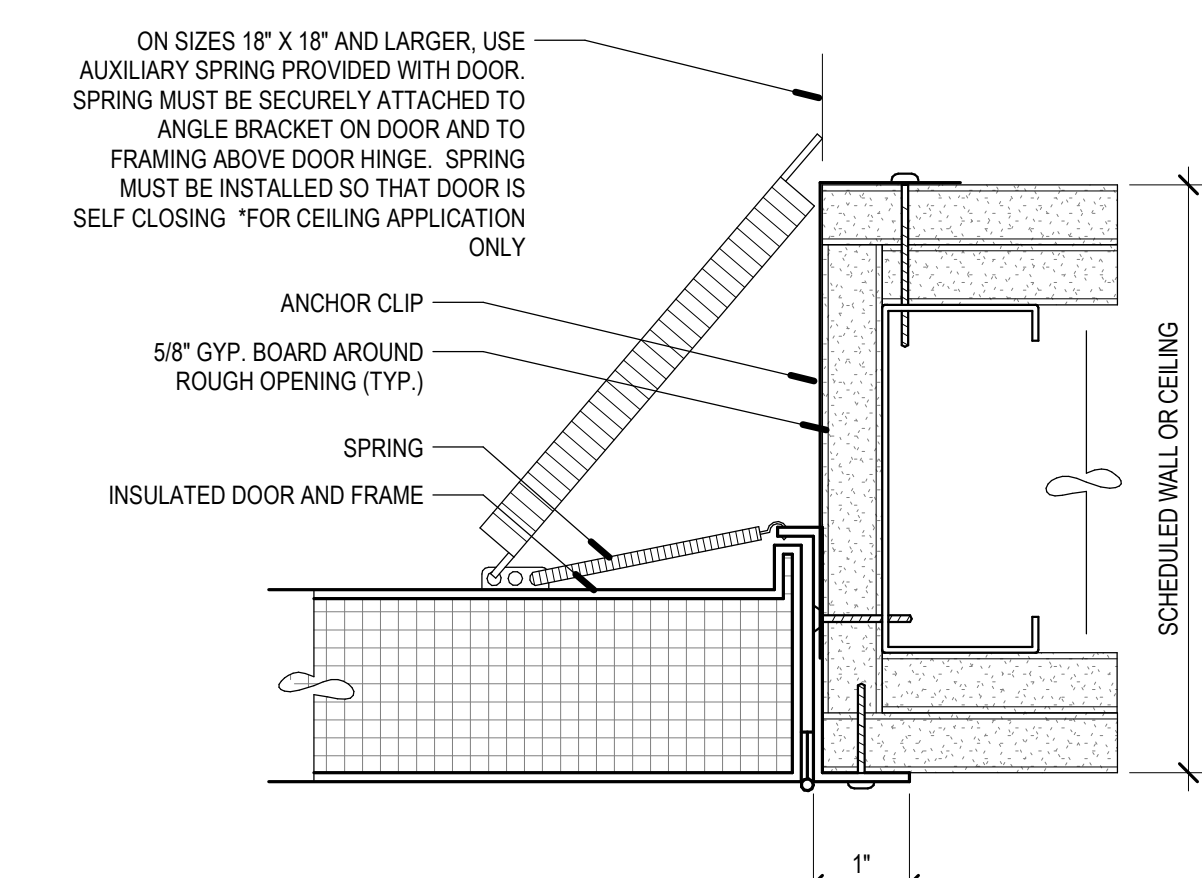 ON SIZES 18" X 18" AND LARGER, USE
AUXILIARY SPRING PROVIDED WITH DOOR.
SPRING MUST BE SECURELY ATTACHED TO
ANGLE BRACKET ON DOOR AND TO
FRAMING ABOVE DOOR HINGE. SPRING
MUST BE INSTALLED SO THAT DOOR IS
SELF CLOSING *FOR CEILING APPLICATION
ONLY
ANCHOR CLIP
5/8" GYP. BOARD AROUND
ROUGH OPENING (TYP.)
SPRING
INSULATED DOOR AND FRAME
SCHEDULED WALL OR CEILING
1"